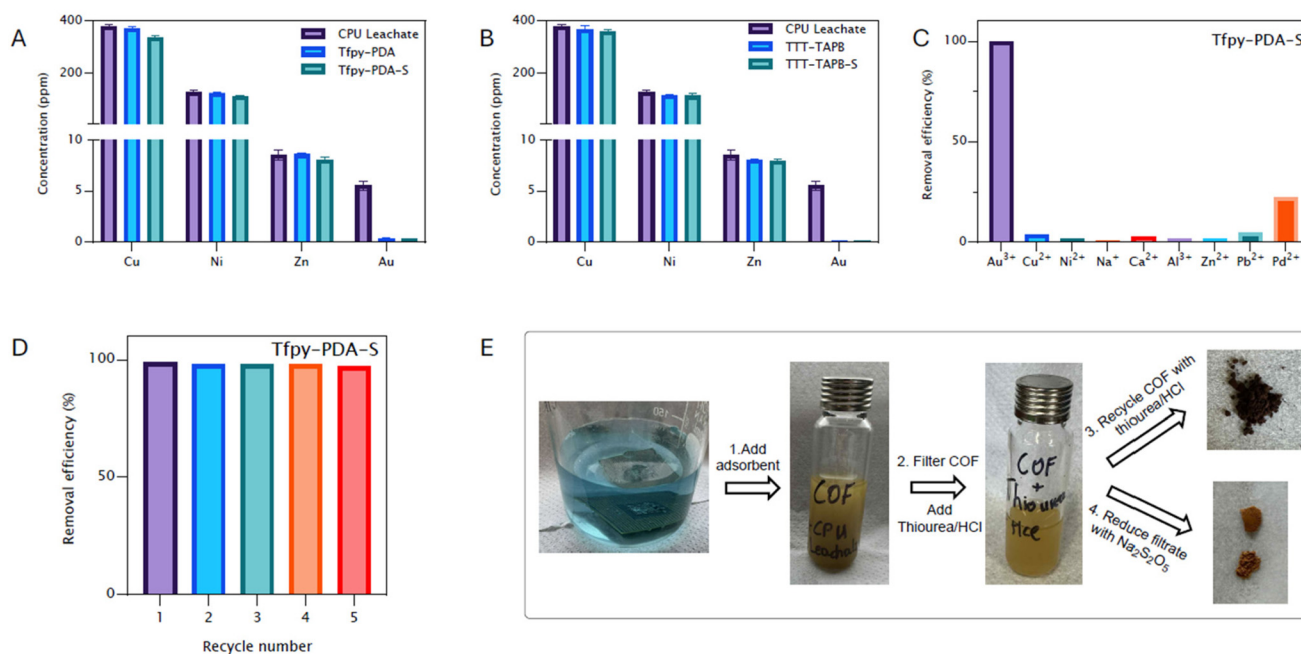 A
400
200
10
5
0
Concentration (ppm)
CPU Leachate
Tfpy-PDA
Tfpy-PDA-S
Cu Ni Zn Au
B
400
200
10
5
0
Concentration (ppm)
CPU Leachate
TTT-TAPB
TTT-TAPB-S
Cu Ni Zn Au
C
Tfpy-PDA-S
100
50
0
Removal efficiency (%)
Au³⁺ Cu²⁺ Ni²⁺ Na⁺ Ca²⁺ Al³⁺ Zn²⁺ Pb²⁺ Pd²⁺
D
Tfpy-PDA-S
100
50
0
Removal efficiency (%)
1 2 3 4 5
Recycle number
E
150
1.Add
adsorbent
COF
CPU
Leachate
2. Filter COF
Add
Thiourea/HCl
COF
+
Thiourea
3. Recycle COF with
thiourea/HCl
4. Reduce filtrate
with Na₂S₂O₅